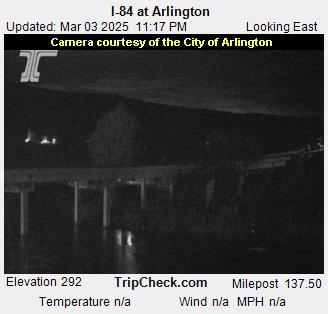 I-84 at Arlington
Updated: Mar 03 2025 11:17 PM Looking East
Camera courtesy of the City of Arlington
Elevation 292 TripCheck.com Milepost 137.50
Temperature n/a Wind n/a MPH n/a